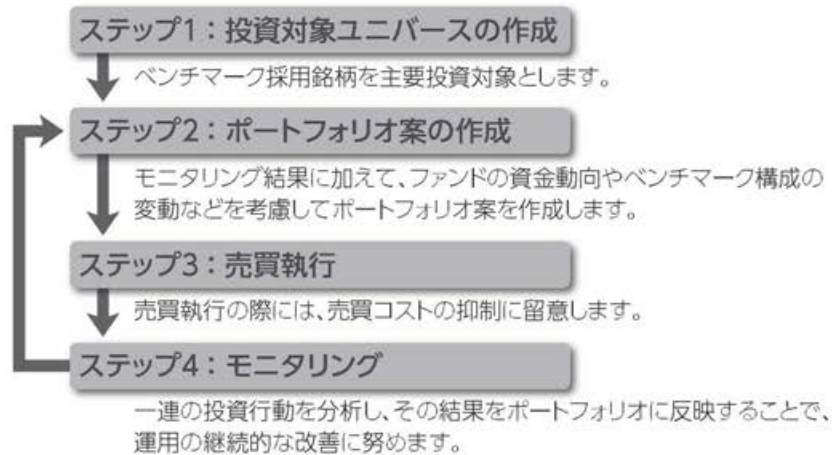 ステップ1：投資対象ユニバースの作成
ベンチマーク採用銘柄を主要投資対象とします。
ステップ2：ポートフォリオ案の作成
モニタリング結果に加えて、ファンドの資金動向やベンチマーク構成の
変動などを考慮してポートフォリオ案を作成します。
ステップ3：売買執行
売買執行の際には、売買コストの抑制に留意します。
ステップ4：モニタリング
一連の投資行動を分析し、その結果をポートフォリオに反映することで、
運用の継続的な改善に努めます。